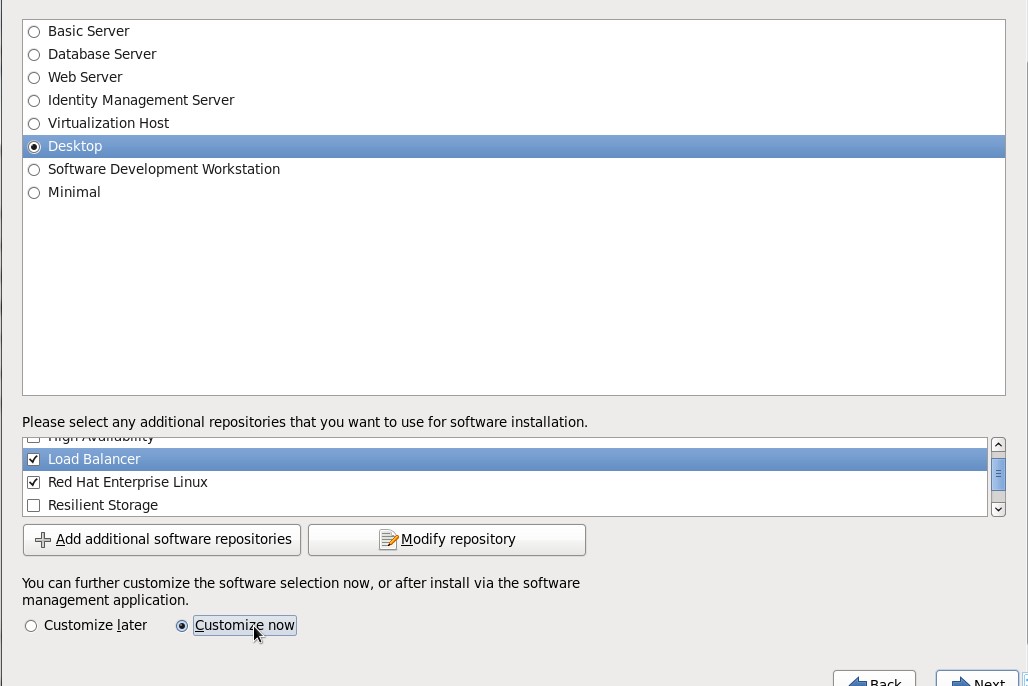 Basic Server
Database Server
Web Server
Identity Management Server
Virtualization Host
Desktop
Software Development Workstation
Minimal
Please select any additional repositories that you want to use for software installation.
High Availability
Load Balancer
Red Hat Enterprise Linux
Resilient Storage
Add additional software repositories
Modify repository
You can further customize the software selection now, or after install via the software
management application.
Customize later
Customize now
Back
Next